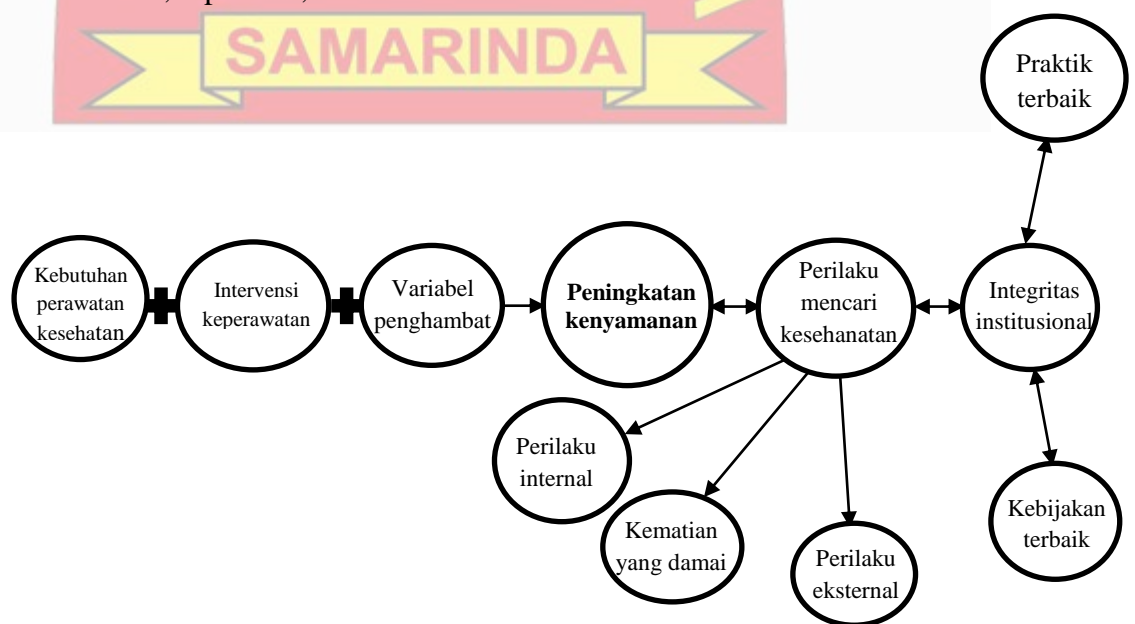 SAMARINDA
Praktik
terbaik
Kebutuhan
perawatan
kesehatan
Intervensi
keperawatan
Variabel
penghambat
Peningkatan
kenyamanan
Perilaku
mencari
kesehanatan
Integritas
institusional
Perilaku
internal
Kematian
yang damai
Perilaku
eksternal
Kebijakan
terbaik